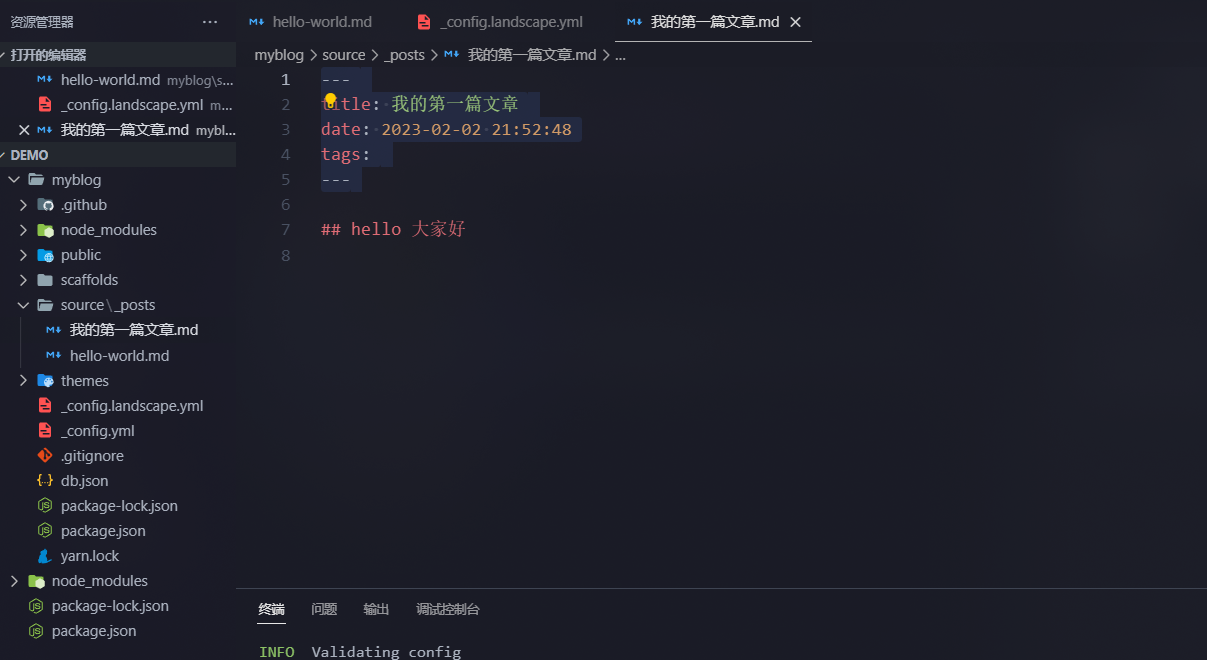 资源管理器
···
打开的编辑器
hello-world.md myblog\s...
_config.landscape.yml m...
我的第一篇文章.md mybl...
DEMO
myblog
.github
node_modules
public
scaffolds
source\_posts
我的第一篇文章.md
hello-world.md
themes
_config.landscape.yml
_config.yml
.gitignore
db.json
package-lock.json
package.json
yarn.lock
node_modules
package-lock.json
package.json
hello-world.md
_config.landscape.yml
我的第一篇文章.md
myblog > source > _posts > 我的第一篇文章.md > ...
1 ---
2 title: 我的第一篇文章
3 date: 2023-02-02 21:52:48
4 tags:
5 ---
6
7 ## hello 大家好
8
终端 问题 输出 调试控制台
INFO Validating config